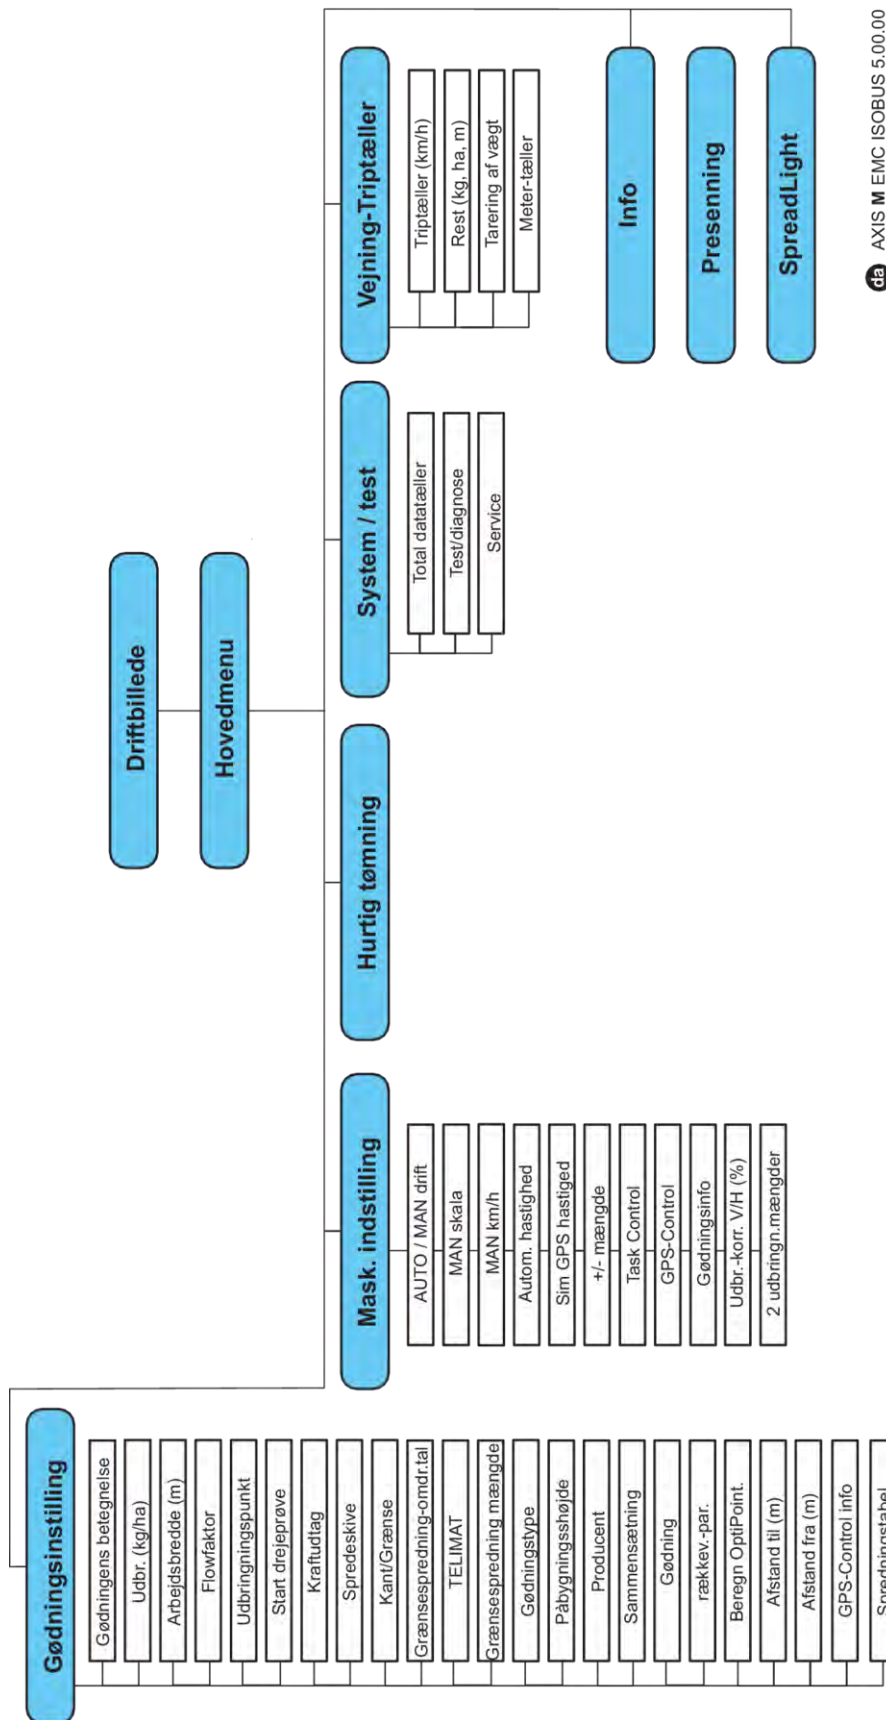 Driftbillede
Hovedmenu
Gødningsinstilling
Gødningens betegnelse
Udbr. (kg/ha)
Arbejdsbredde (m)
Flowfaktor
Udbringningspunkt
Start drejeprøve
Kraftudtag
Spredeskive
Kant/Grænse
Grænsespredning-omdr.tal
TELIMAT
Grænsespredning mængde
Gødningstype
Påbygningsshøjde
Producent
Sammensætning
Gødning
rækkev.-par.
Beregn OptiPoint.
Afstand til (m)
Afstand fra (m)
GPS-Control info
Spredningstabel
Mask. indstilling
AUTO / MAN drift
MAN skala
MAN km/h
Autom. hastighed
Sim GPS hastiged
+/- mængde
Task Control
GPS-Control
Gødningsinfo
Udbr.-korr. V/H (%)
2 udbringn.mængder
Hurtig tømning
System / test
Total datatæller
Test/diagnose
Service
Vejning-Triptæller
Triptæller (km/h)
Rest (kg, ha, m)
Tarering af vægt
Meter-tæller
Info
Presenning
SpreadLight
da AXIS M EMC ISOBUS 5.00.00